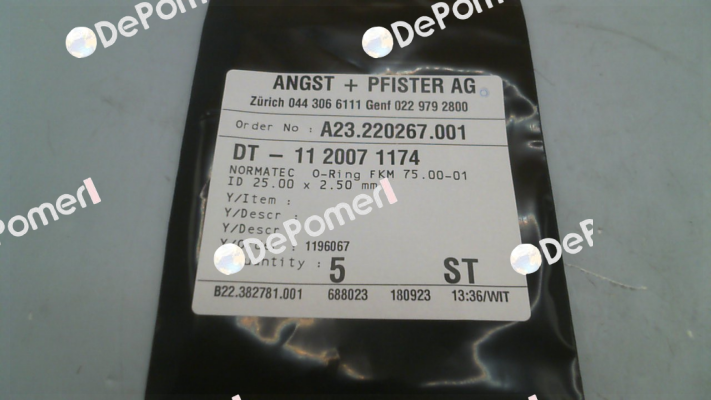 DePomerl
DePomerl
ANGST + PFISTER AG
Zürich 044 306 6111 Genf 022 979 2800
Order No : A23.220267.001
DT – 11 2007 1174
NORMATEC O-Ring FKM 75.00-01
ID 25.00 x 2.50 mm
Y/Item :
Y/Descr :
Y/Descr
: 1196067
: 5 ST
B22.382781.001 688023 180923 13:36/WIT
DePomerl
DePomerl